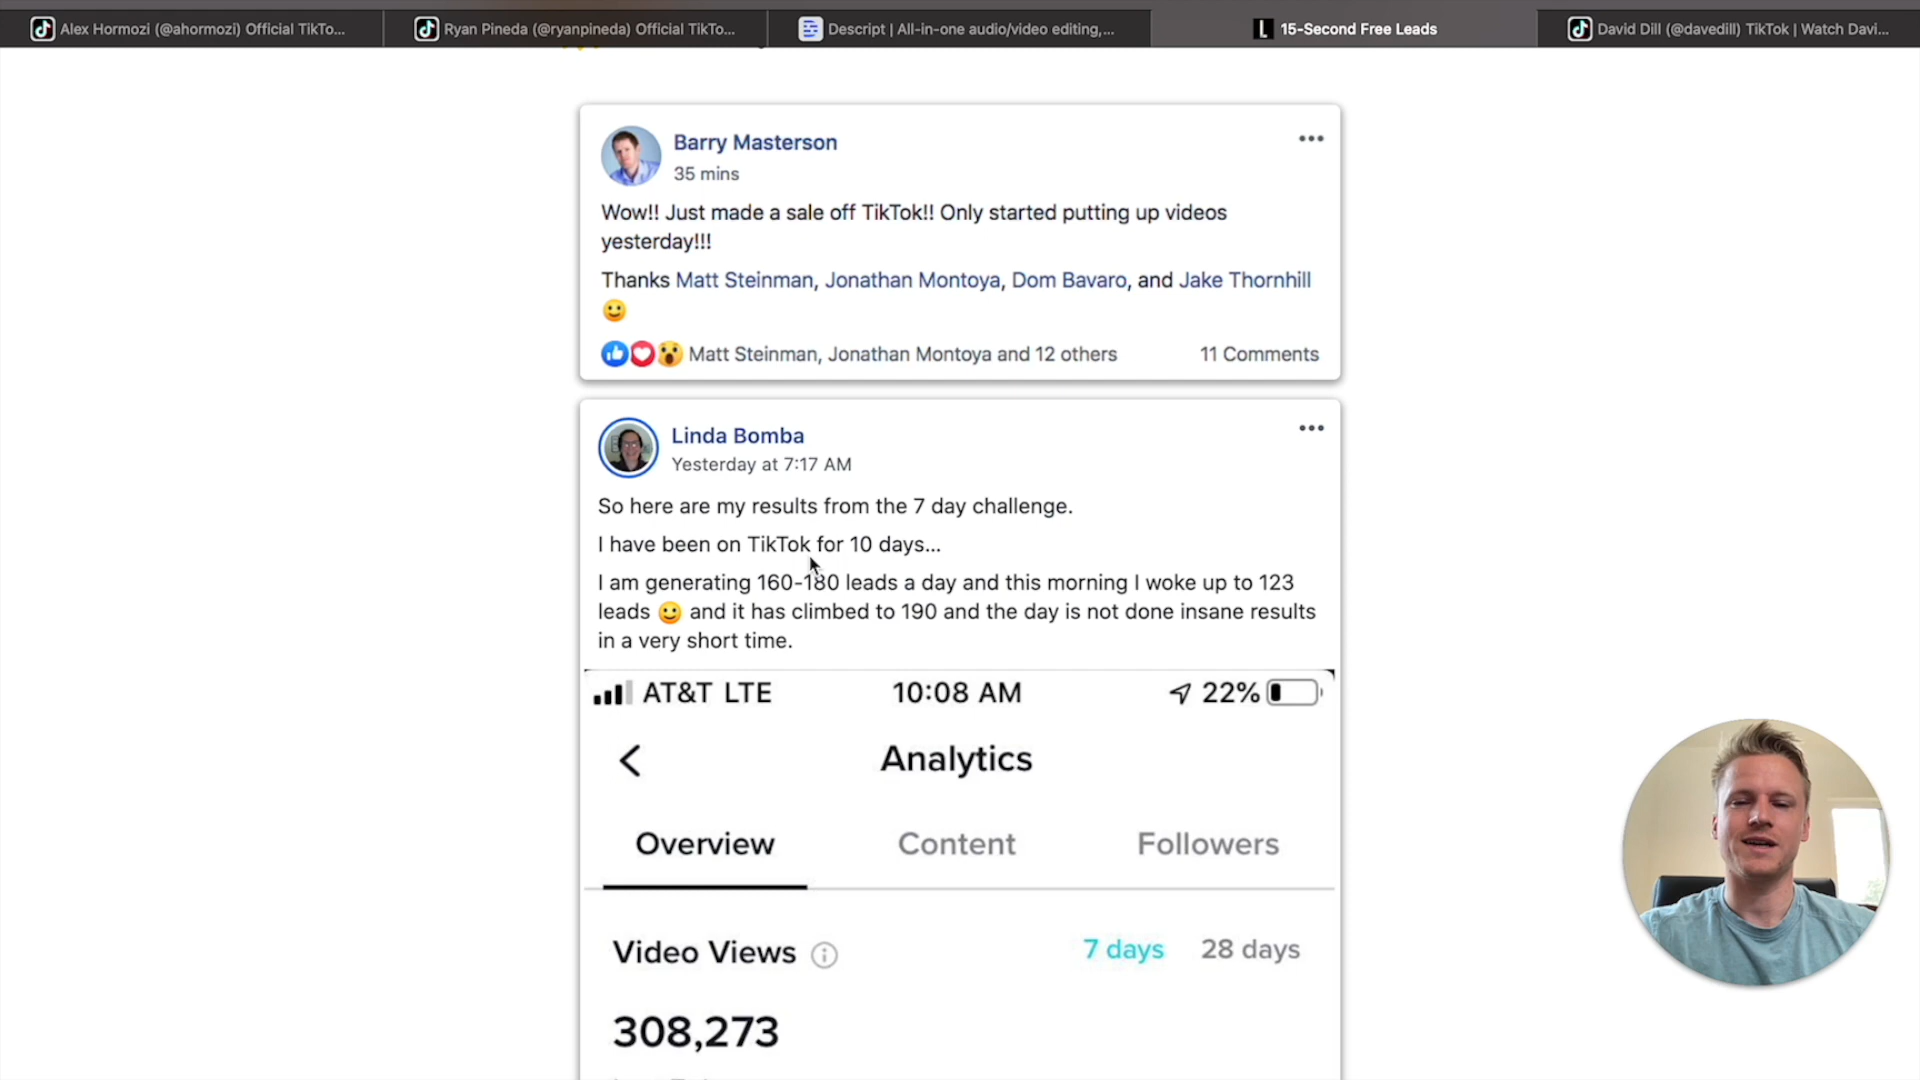 Alex Hormozi (@ahormozi) Official TikTo...
Ryan Pineda (@ryanpineda) Official TikTo...
Descript | All-in-one audio/video editing,...
15-Second Free Leads
David Dill (@davedill) TikTok | Watch Davi...
Barry Masterson
35 mins
Wow!! Just made a sale off TikTok!! Only started putting up videos
yesterday!!!
Thanks Matt Steinman, Jonathan Montoya, Dom Bavaro, and Jake Thornhill
Matt Steinman, Jonathan Montoya and 12 others
11 Comments
Linda Bomba
Yesterday at 7:17 AM
So here are my results from the 7 day challenge.
I have been on TikTok for 10 days...
I am generating 160-180 leads a day and this morning I woke up to 123
leads 🙂 and it has climbed to 190 and the day is not done insane results
in a very short time.
AT&T LTE
10:08 AM
22%
Analytics
Overview
Content
Followers
Video Views
7 days
28 days
308,273